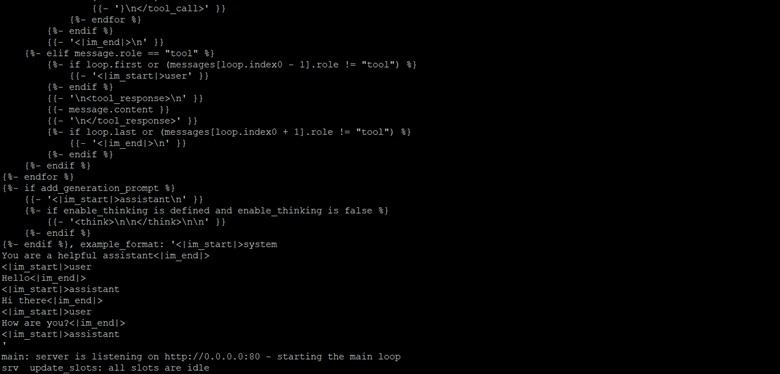 {{- '}\n</tool_call>' }}
        {%- endfor %}
    {%- endif %}
    {{- '<|im_end|>\n' }}
{%- elif message.role == "tool" %}
    {%- if loop.first or (messages[loop.index0 - 1].role != "tool") %}
        {{- '<|im_start|>user' }}
    {%- endif %}
    {{- '\n<tool_response>\n' }}
    {{- message.content }}
    {{- '\n</tool_response>' }}
    {%- if loop.last or (messages[loop.index0 + 1].role != "tool") %}
        {{- '<|im_end|>\n' }}
    {%- endif %}
{%- endif %}
{%- endfor %}
{%- if add_generation_prompt %}
    {{- '<|im_start|>assistant\n' }}
    {%- if enable_thinking is defined and enable_thinking is false %}
        {{- '<think>\n\n</think>\n\n' }}
    {%- endif %}
{%- endif %}, example_format: '<|im_start|>system
You are a helpful assistant<|im_end|>
<|im_start|>user
Hello<|im_end|>
<|im_start|>assistant
Hi there<|im_end|>
<|im_start|>user
How are you?<|im_end|>
<|im_start|>assistant
'
main: server is listening on http://0.0.0.0:80 - starting the main loop
srv  update_slots: all slots are idle